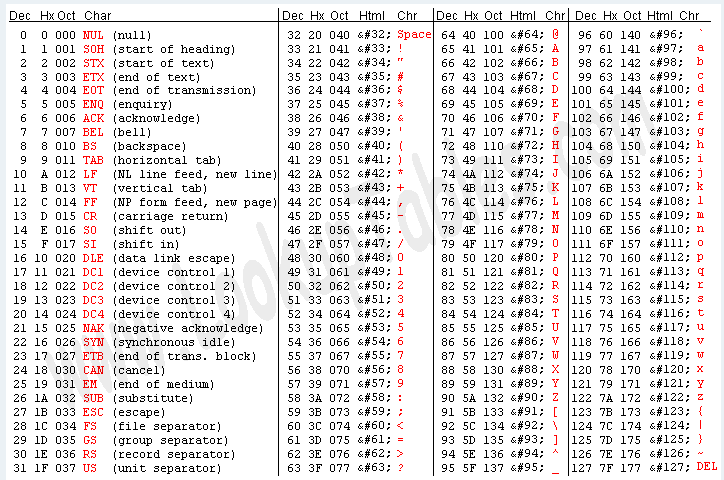 Dec Hx Oct Char Dec Hx Oct Html Chr Dec Hx Oct Html Chr Dec Hx Oct Html Chr
0 0 000 NUL (null) 32 20 040 &#32; Space 64 40 100 &#64; @ 96 60 140 &#96; `
1 1 001 SOH (start of heading) 33 21 041 &#33; ! 65 41 101 &#65; A 97 61 141 &#97; a
2 2 002 STX (start of text) 34 22 042 &#34; " 66 42 102 &#66; B 98 62 142 &#98; b
3 3 003 ETX (end of text) 35 23 043 &#35; # 67 43 103 &#67; C 99 63 143 &#99; c
4 4 004 EOT (end of transmission) 36 24 044 &#36; $ 68 44 104 &#68; D 100 64 144 &#100; d
5 5 005 ENQ (enquiry) 37 25 045 &#37; % 69 45 105 &#69; E 101 65 145 &#101; e
6 6 006 ACK (acknowledge) 38 26 046 &#38; & 70 46 106 &#70; F 102 66 146 &#102; f
7 7 007 BEL (bell) 39 27 047 &#39; ' 71 47 107 &#71; G 103 67 147 &#103; g
8 8 010 BS (backspace) 40 28 050 &#40; ( 72 48 110 &#72; H 104 68 150 &#104; h
9 9 011 TAB (horizontal tab) 41 29 051 &#41; ) 73 49 111 &#73; I 105 69 151 &#105; i
10 A 012 LF (NL line feed, new line) 42 2A 052 &#42; * 74 4A 112 &#74; J 106 6A 152 &#106; j
11 B 013 VT (vertical tab) 43 2B 053 &#43; + 75 4B 113 &#75; K 107 6B 153 &#107; k
12 C 014 FF (NP form feed, new page) 44 2C 054 &#44; , 76 4C 114 &#76; L 108 6C 154 &#108; l
13 D 015 CR (carriage return) 45 2D 055 &#45; - 77 4D 115 &#77; M 109 6D 155 &#109; m
14 E 016 SO (shift out) 46 2E 056 &#46; . 78 4E 116 &#78; N 110 6E 156 &#110; n
15 F 017 SI (shift in) 47 2F 057 &#47; / 79 4F 117 &#79; O 111 6F 157 &#111; o
16 10 020 DLE (data link escape) 48 30 060 &#48; 0 80 50 120 &#80; P 112 70 160 &#112; p
17 11 021 DC1 (device control 1) 49 31 061 &#49; 1 81 51 121 &#81; Q 113 71 161 &#113; q
18 12 022 DC2 (device control 2) 50 32 062 &#50; 2 82 52 122 &#82; R 114 72 162 &#114; r
19 13 023 DC3 (device control 3) 51 33 063 &#51; 3 83 53 123 &#83; S 115 73 163 &#115; s
20 14 024 DC4 (device control 4) 52 34 064 &#52; 4 84 54 124 &#84; T 116 74 164 &#116; t
21 15 025 NAK (negative acknowledge) 53 35 065 &#53; 5 85 55 125 &#85; U 117 75 165 &#117; u
22 16 026 SYN (synchronous idle) 54 36 066 &#54; 6 86 56 126 &#86; V 118 76 166 &#118; v
23 17 027 ETB (end of trans. block) 55 37 067 &#55; 7 87 57 127 &#87; W 119 77 167 &#119; w
24 18 030 CAN (cancel) 56 38 070 &#56; 8 88 58 130 &#88; X 120 78 170 &#120; x
25 19 031 EM (end of medium) 57 39 071 &#57; 9 89 59 131 &#89; Y 121 79 171 &#121; y
26 1A 032 SUB (substitute) 58 3A 072 &#58; : 90 5A 132 &#90; Z 122 7A 172 &#122; z
27 1B 033 ESC (escape) 59 3B 073 &#59; ; 91 5B 133 &#91; [ 123 7B 173 &#123; {
28 1C 034 FS (file separator) 60 3C 074 &#60; < 92 5C 134 &#92; \ 124 7C 174 &#124; |
29 1D 035 GS (group separator) 61 3D 075 &#61; = 93 5D 135 &#93; ] 125 7D 175 &#125; }
30 1E 036 RS (record separator) 62 3E 076 &#62; > 94 5E 136 &#94; ^ 126 7E 176 &#126; ~
31 1F 037 US (unit separator) 63 3F 077 &#63; ? 95 5F 137 &#95; _ 127 7F 177 &#127; DEL
www.LookupTables.com